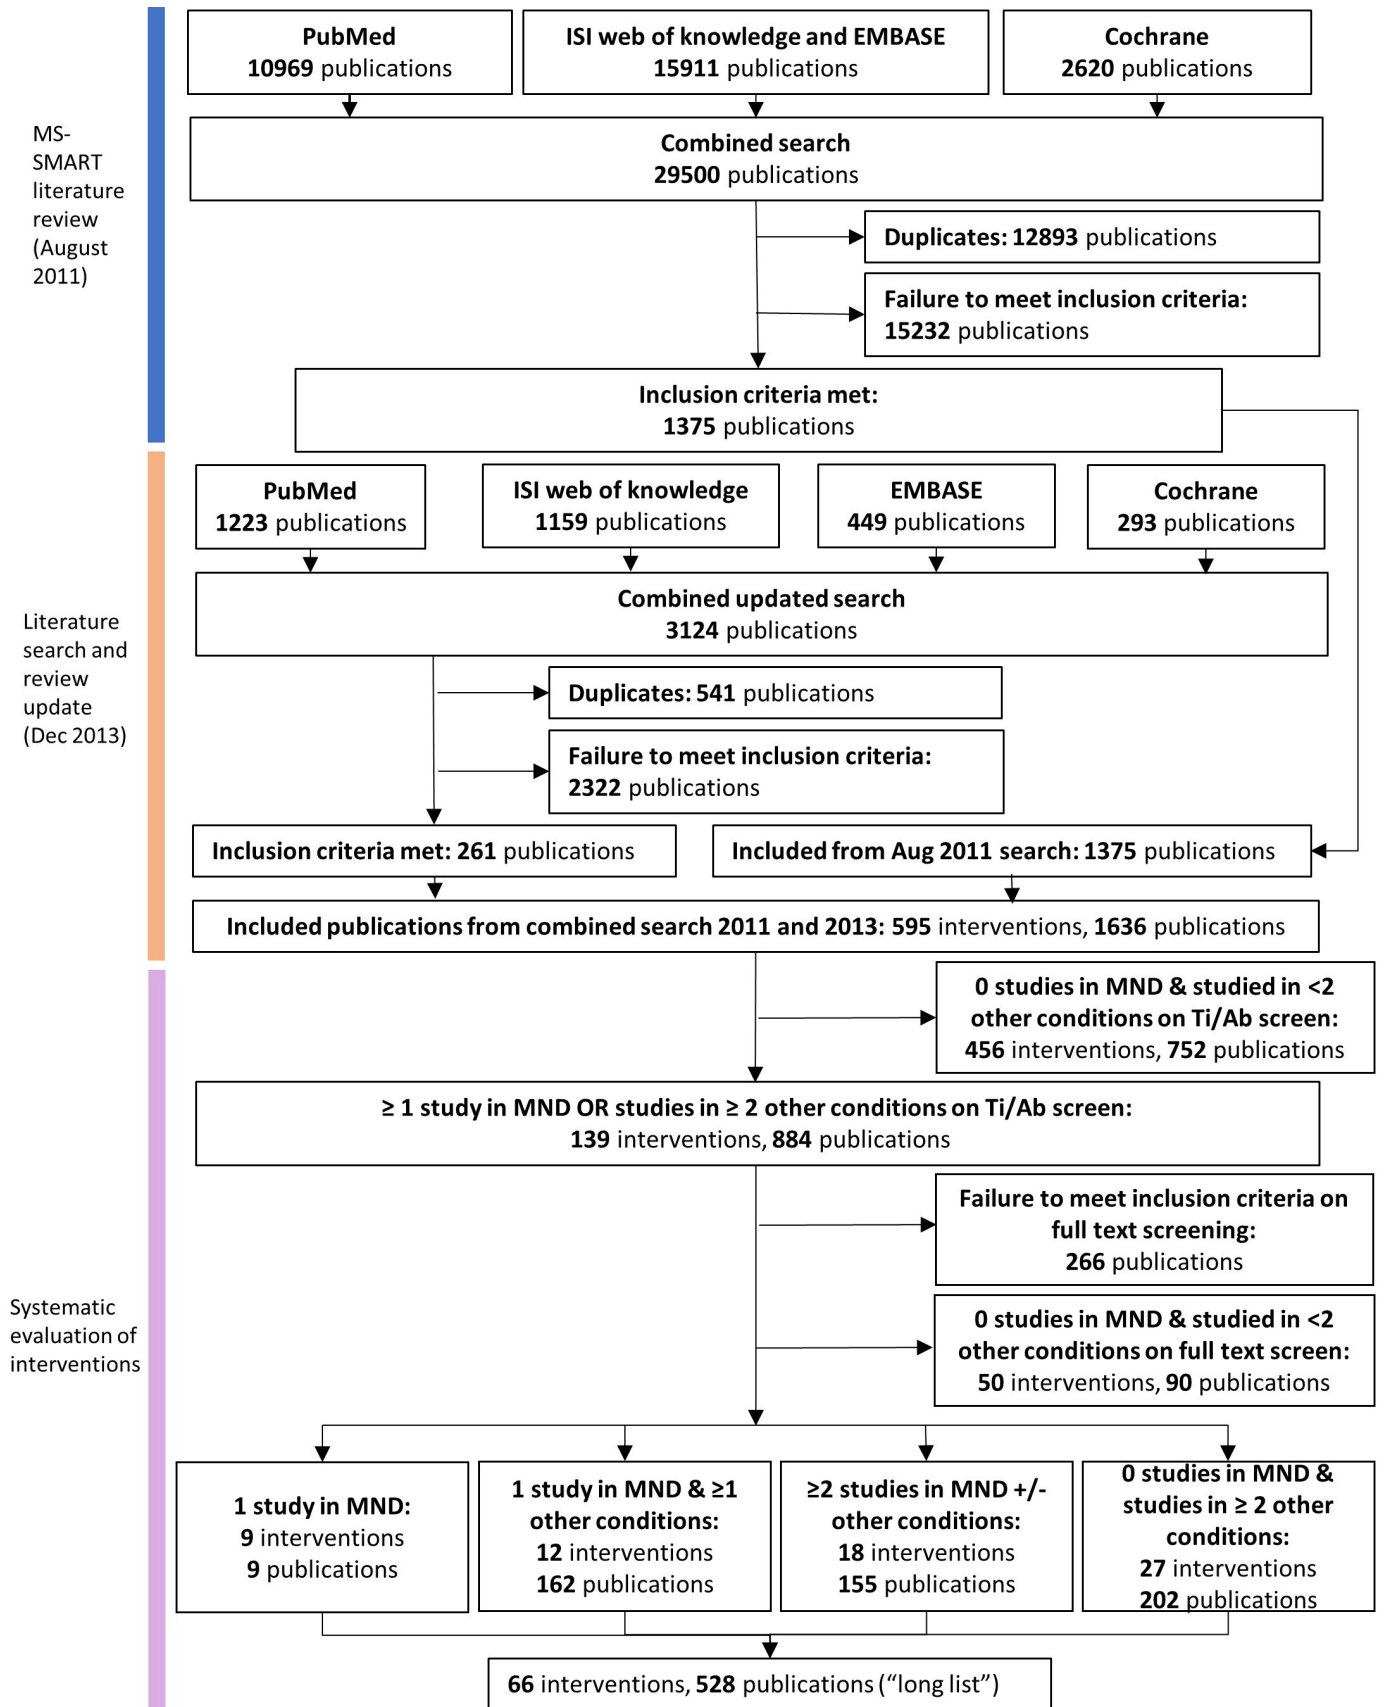 PubMed
10969 publications
ISI web of knowledge and EMBASE
15911 publications
Cochrane
2620 publications
MS-
SMART
literature
review
(August
2011)
Combined search
29500 publications
Duplicates: 12893 publications
Failure to meet inclusion criteria:
15232 publications
Inclusion criteria met:
1375 publications
PubMed
1223 publications
ISI web of knowledge
1159 publications
EMBASE
449 publications
Cochrane
293 publications
Literature
search and
review
update
(Dec 2013)
Combined updated search
3124 publications
Duplicates: 541 publications
Failure to meet inclusion criteria:
2322 publications
Inclusion criteria met: 261 publications
Included from Aug 2011 search: 1375 publications
Included publications from combined search 2011 and 2013: 595 interventions, 1636 publications
0 studies in MND & studied in <2
other conditions on Ti/Ab screen:
456 interventions, 752 publications
≥ 1 study in MND OR studies in ≥ 2 other conditions on Ti/Ab screen:
139 interventions, 884 publications
Failure to meet inclusion criteria on
full text screening:
266 publications
Systematic
evaluation of
interventions
0 studies in MND & studied in <2
other conditions on full text screen:
50 interventions, 90 publications
1 study in MND:
9 interventions
9 publications
1 study in MND & ≥1
other conditions:
12 interventions
162 publications
≥2 studies in MND +/-
other conditions:
18 interventions
155 publications
0 studies in MND &
studies in ≥ 2 other
conditions:
27 interventions
202 publications
66 interventions, 528 publications (“long list”)